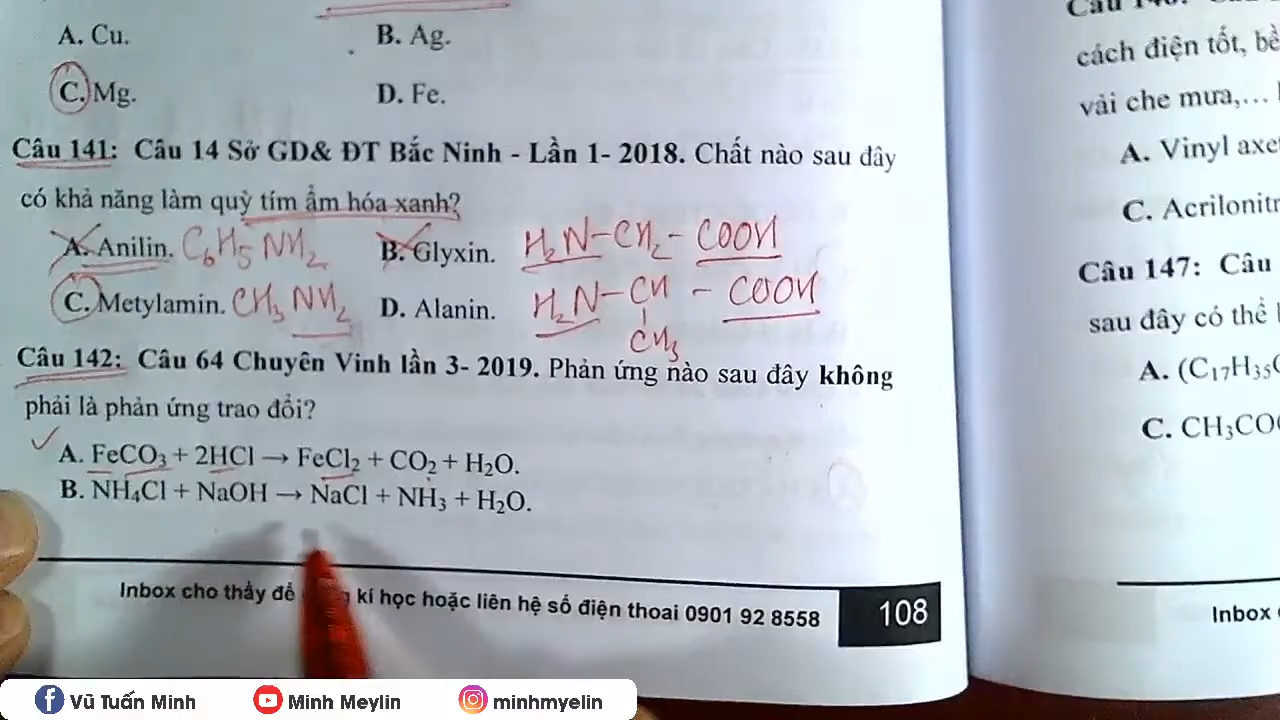 A. Cu.
B. Ag.
C. Mg.
D. Fe.
Câu 141: Câu 14 Sở GD& ĐT Bắc Ninh - Lần 1- 2018. Chất nào sau đây
có khả năng làm quỳ tím ẩm hóa xanh?
A. Anilin. C₆H₅NH₂
B. Glyxin. H₂N-CH₂-COOH
C. Metylamin. CH₃NH₂
D. Alanin. H₂N-CH-COOH
CH₃
Câu 142: Câu 64 Chuyên Vinh lần 3- 2019. Phản ứng nào sau đây không
phải là phản ứng trao đổi?
A. FeCO₃ + 2HCl → FeCl₂ + CO₂ + H₂O.
B. NH₄Cl + NaOH → NaCl + NH₃ + H₂O.
Inbox cho thầy để kí học hoặc liên hệ số điện thoai 0901 92 8558
108
cách điện tốt,
vải che mưa,...
A. Vinyl
C.
Câu 147: Câu
sau đây có thể
A. (C₁₇H₃₅
C. CH₃CO
Inbox
Vũ Tuấn Minh
Minh Meylin
minhmyelin